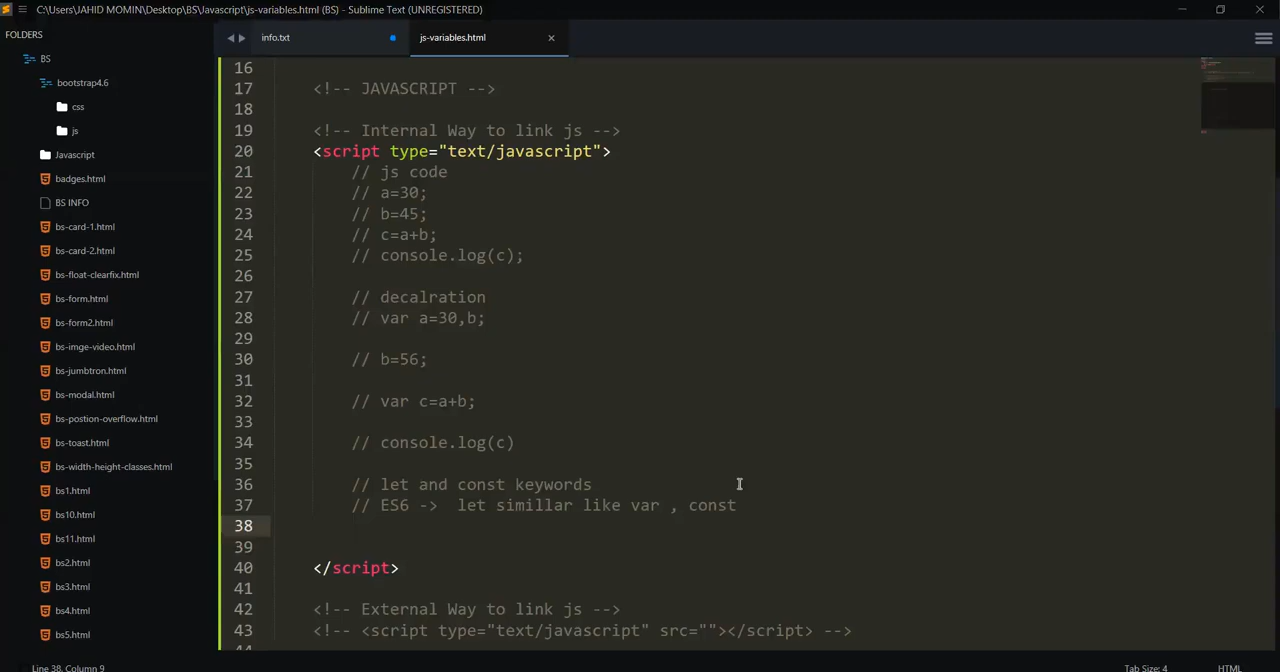 C:\Users\JAHID MOMIN\Desktop\BS\Javascript\js-variables.html (BS) - Sublime Text (UNREGISTERED)
FOLDERS
BS
bootstrap4.6
css
js
Javascript
badges.html
BS INFO
bs-card-1.html
bs-card-2.html
bs-float-clearfix.html
bs-form.html
bs-form2.html
bs-imge-video.html
bs-jumbtron.html
bs-modal.html
bs-postion-overflow.html
bs-toast.html
bs-width-height-classes.html
bs1.html
bs10.html
bs11.html
bs2.html
bs3.html
bs4.html
bs5.html
info.txt
js-variables.html
16
17 <!-- JAVASCRIPT -->
18
19 <!-- Internal Way to link js -->
20 <script type="text/javascript">
21 // js code
22 // a=30;
23 // b=45;
24 // c=a+b;
25 // console.log(c);
26
27 // decalration
28 // var a=30,b;
29
30 // b=56;
31
32 // var c=a+b;
33
34 // console.log(c)
35
36 // let and const keywords
37 // ES6 -> let simillar like var , const
38
39
40 </script>
41
42 <!-- External Way to link js -->
43 <!-- <script type="text/javascript" src=""></script> -->
44
Line 38, Column 9
Tab Size: 4
HTML